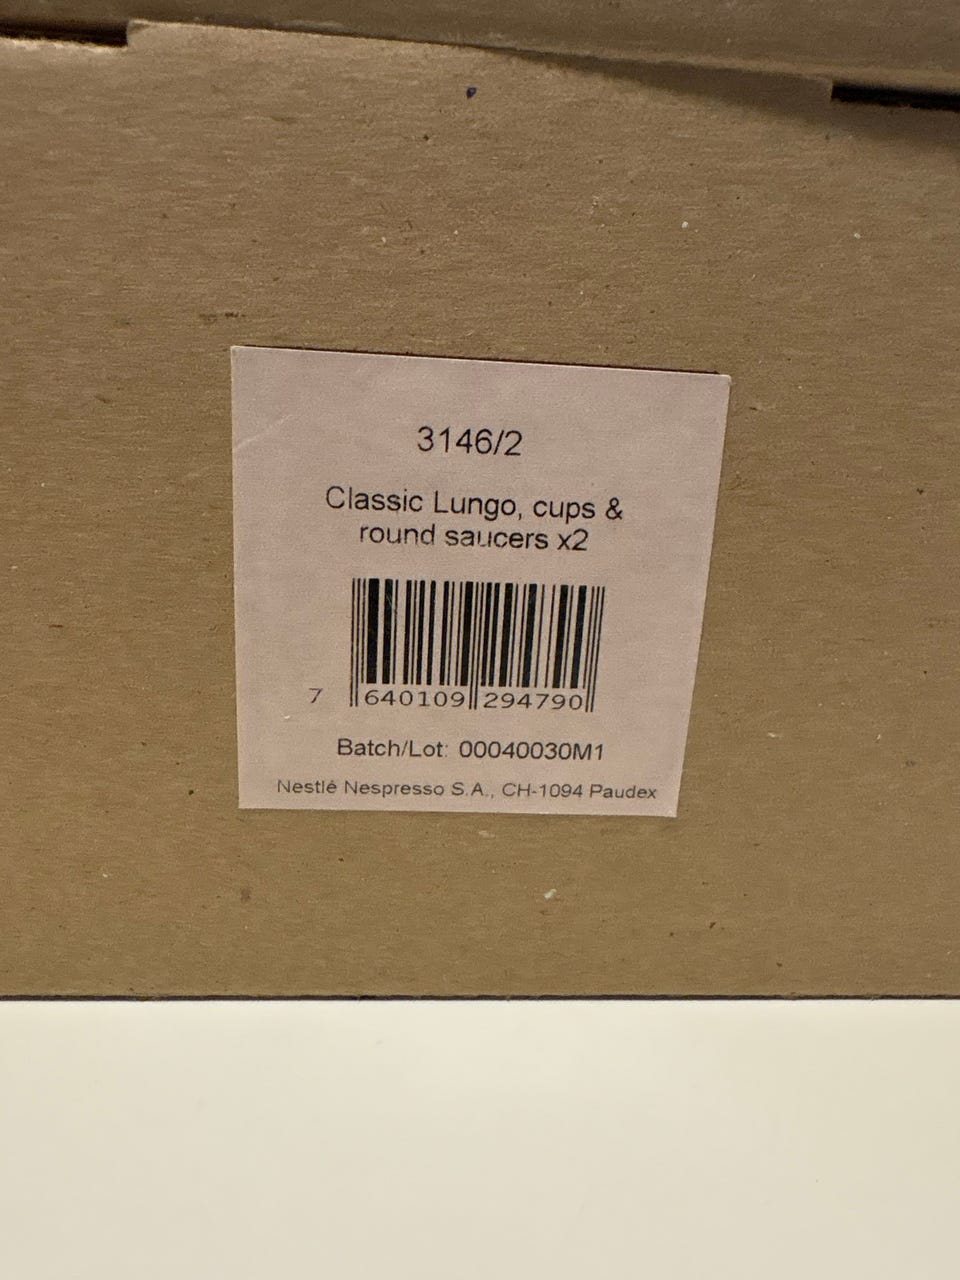 3146/2
Classic Lungo, cups &
round saucers x2
7 640109 294790
Batch/Lot: 00040030M1
Nestlé Nespresso S.A., CH-1094 Paudex